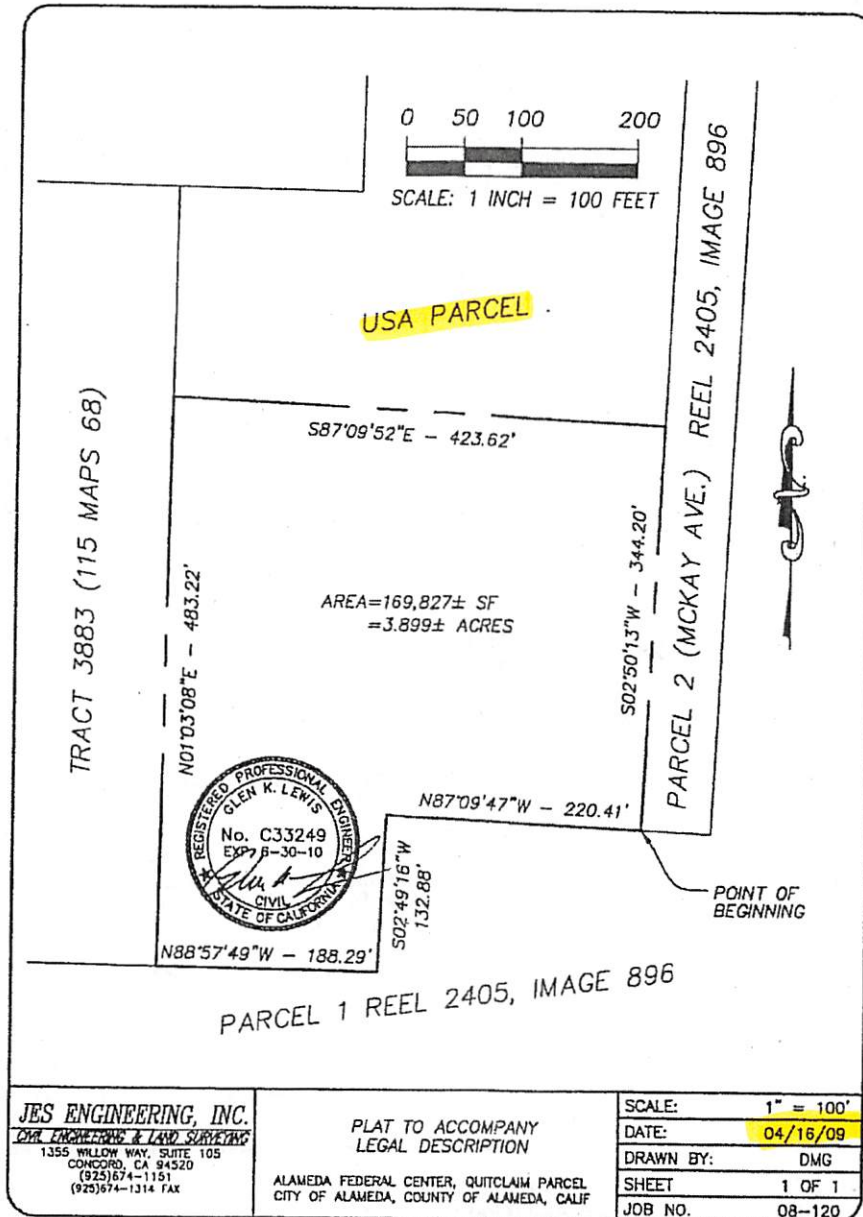 0 50 100 200
SCALE: 1 INCH = 100 FEET
USA PARCEL
TRACT 3883 (115 MAPS 68)
PARCEL 2 (MCKAY AVE.) REEL 2405, IMAGE 896
S87°09'52"E - 423.62'
N01°03'08"E - 483.22'
AREA=169,827± SF
=3.899± ACRES
S02°50'13"W - 344.20'
REGISTERED PROFESSIONAL ENGINEER
GLEN K. LEWIS
No. C33249
EXP. 6-30-10
CIVIL
STATE OF CALIFORNIA
N87°09'47"W - 220.41'
S02°49'16"W
132.88'
POINT OF
BEGINNING
N88°57'49"W - 188.29'
PARCEL 1 REEL 2405, IMAGE 896
JES ENGINEERING, INC.
CIVIL ENGINEERING & LAND SURVEYING
1355 WILLOW WAY, SUITE 105
CONCORD, CA 94520
(925)674-1151
(925)674-1314 FAX
PLAT TO ACCOMPANY
LEGAL DESCRIPTION
ALAMEDA FEDERAL CENTER, QUITCLAIM PARCEL
CITY OF ALAMEDA, COUNTY OF ALAMEDA, CALIF
SCALE: 1" = 100'
DATE: 04/16/09
DRAWN BY: DMG
SHEET 1 OF 1
JOB NO. 08-120